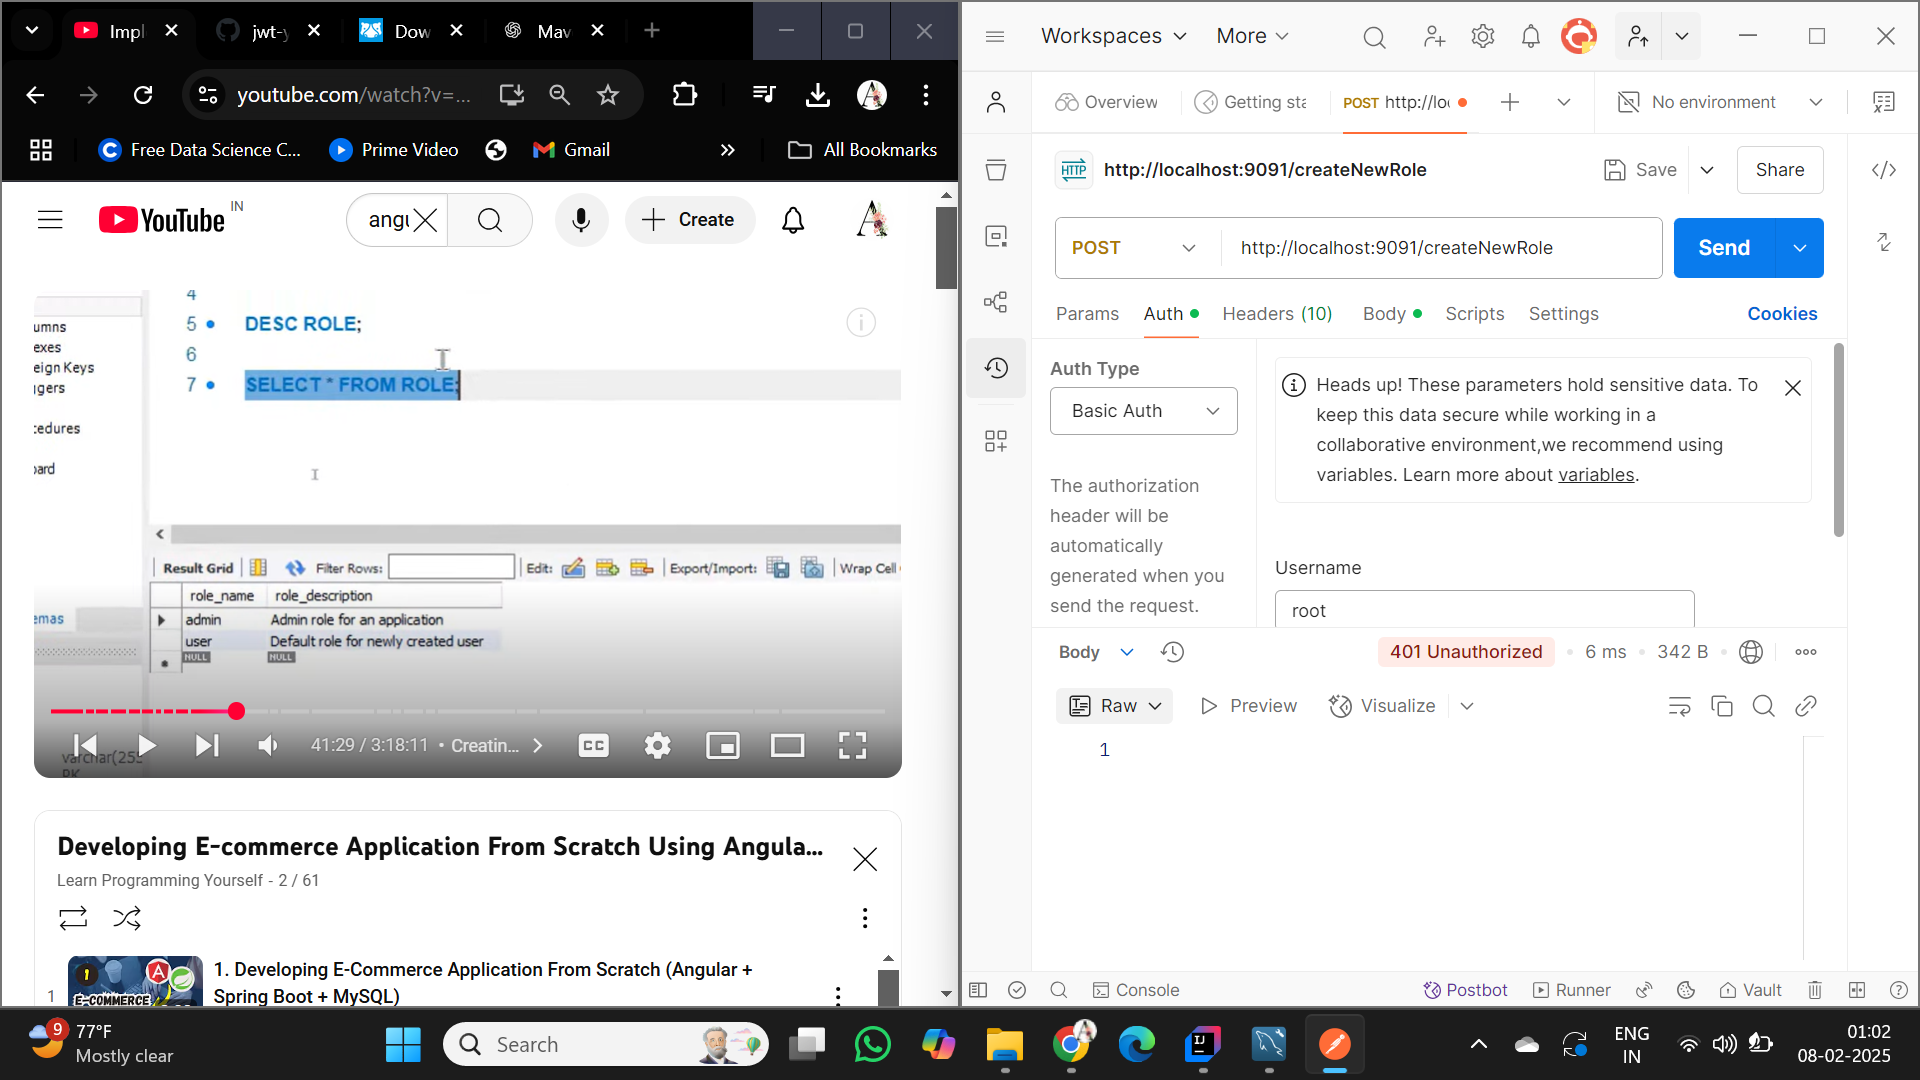 Impl
jwt-y
Dow
Mav
youtube.com/watch?v=...
Free Data Science C...
Prime Video
Gmail
All Bookmarks
YouTube
IN
angu
Create
4
5
DESC ROLE;
6
7
SELECT * FROM ROLE;
umns
exes
eign Keys
ggers
cedures
oard
emas
Result Grid
Filter Rows:
Edit:
Export/Import:
Wrap Cell
role_name
role_description
admin
Admin role for an application
user
Default role for newly created user
NULL
NULL
41:29 / 3:18:11 • Creatin...
CC
varchar(255
PK
Developing E-commerce Application From Scratch Using Angula...
Learn Programming Yourself - 2 / 61
1
1
E-COMMERCE
1. Developing E-Commerce Application From Scratch (Angular +
Spring Boot + MySQL)
Workspaces
More
Overview
Getting sta
POST http://loc
No environment
HTTP
http://localhost:9091/createNewRole
Save
Share
POST
http://localhost:9091/createNewRole
Send
Params
Auth
Headers (10)
Body
Scripts
Settings
Cookies
Auth Type
Basic Auth
The authorization
header will be
automatically
generated when you
send the request.
Heads up! These parameters hold sensitive data. To
keep this data secure while working in a
collaborative environment,we recommend using
variables. Learn more about variables.
Username
root
Body
401 Unauthorized
6 ms
342 B
Raw
Preview
Visualize
1
Console
Postbot
Runner
Vault
9
77°F
Mostly clear
Search
ENG
IN
01:02
08-02-2025